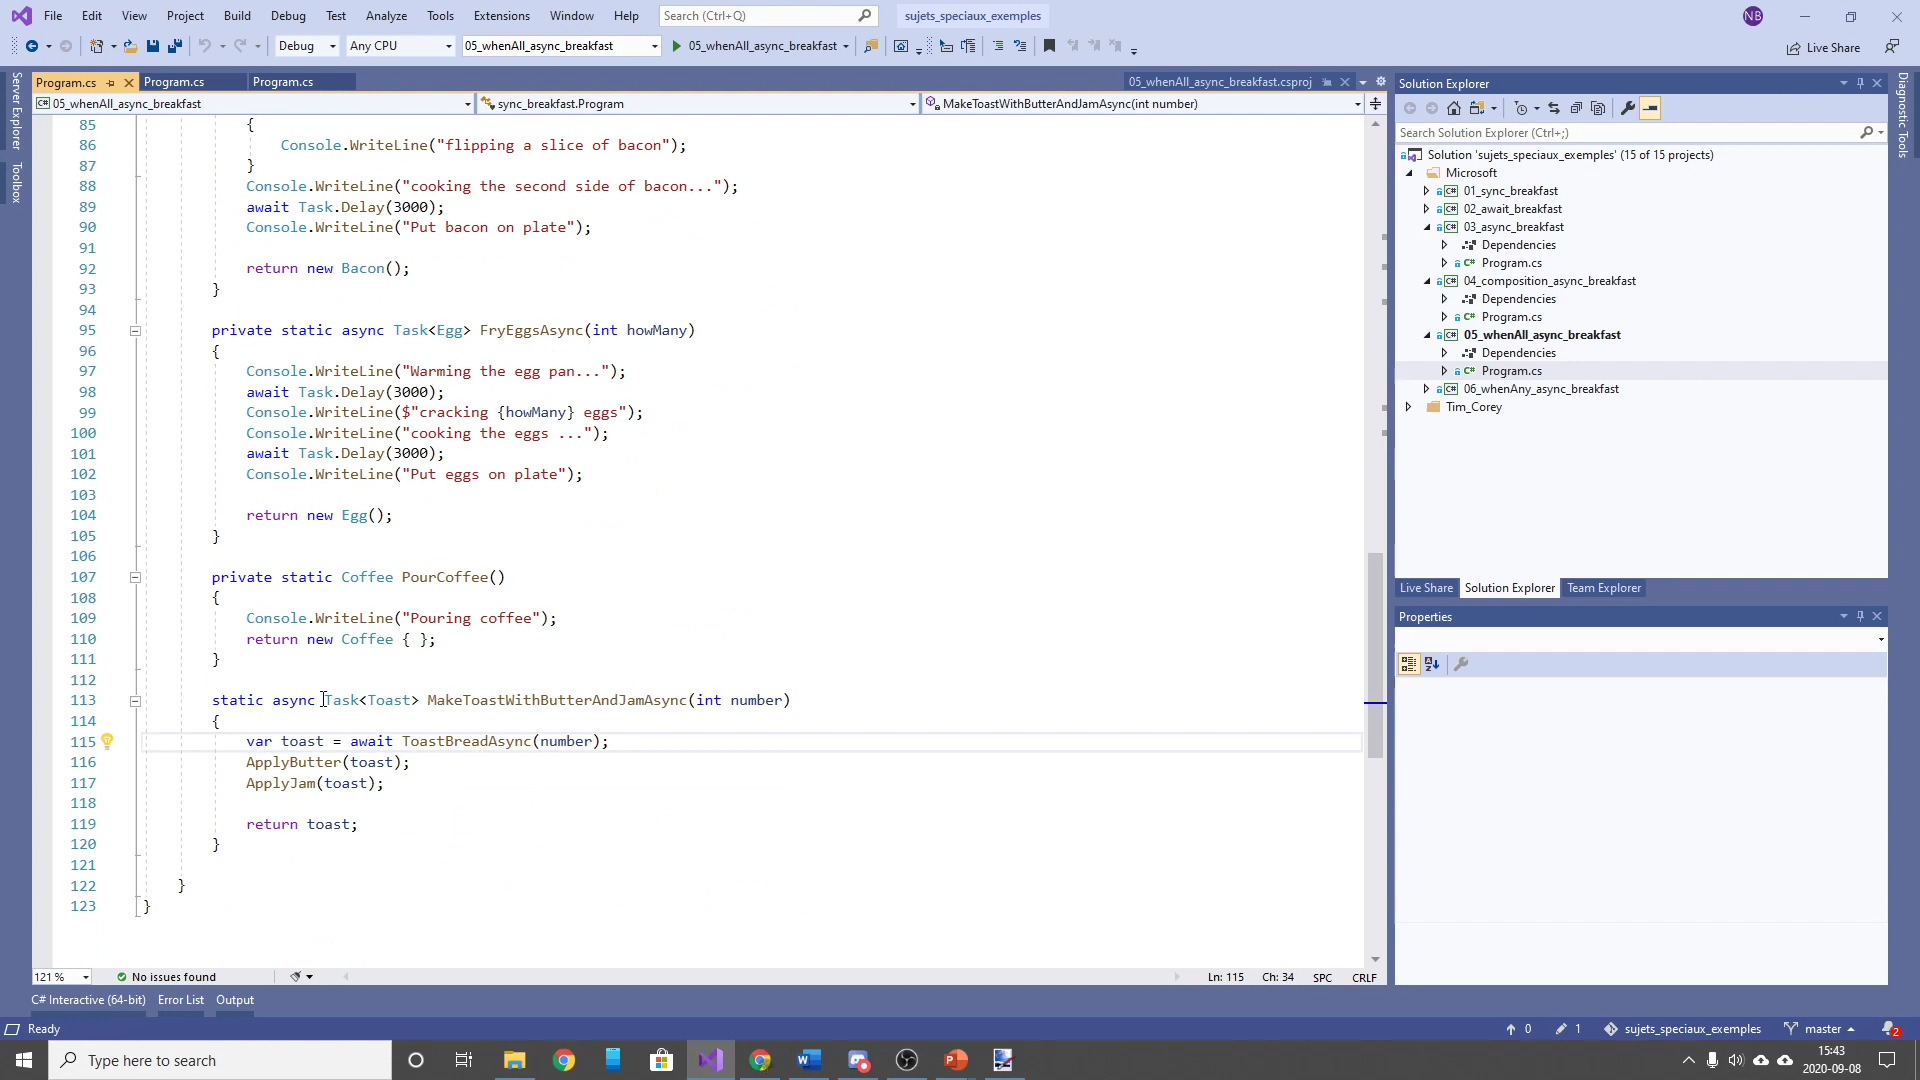 File Edit View Project Build Debug Test Analyze Tools Extensions Window Help Search (Ctrl+Q) sujets_speciaux_exemples NB
Debug Any CPU 05_whenAll_async_breakfast 05_whenAll_async_breakfast Live Share
Server Explorer
Toolbox
Program.cs Program.cs Program.cs 05_whenAll_async_breakfast.csproj
05_whenAll_async_breakfast sync_breakfast.Program MakeToastWithButterAndJamAsync(int number)
85 {
86 Console.WriteLine("flipping a slice of bacon");
87 }
88 Console.WriteLine("cooking the second side of bacon...");
89 await Task.Delay(3000);
90 Console.WriteLine("Put bacon on plate");
91
92 return new Bacon();
93 }
94
95 private static async Task<Egg> FryEggsAsync(int howMany)
96 {
97 Console.WriteLine("Warming the egg pan...");
98 await Task.Delay(3000);
99 Console.WriteLine($"cracking {howMany} eggs");
100 Console.WriteLine("cooking the eggs ...");
101 await Task.Delay(3000);
102 Console.WriteLine("Put eggs on plate");
103
104 return new Egg();
105 }
106
107 private static Coffee PourCoffee()
108 {
109 Console.WriteLine("Pouring coffee");
110 return new Coffee { };
111 }
112
113 static async Task<Toast> MakeToastWithButterAndJamAsync(int number)
114 {
115 var toast = await ToastBreadAsync(number);
116 ApplyButter(toast);
117 ApplyJam(toast);
118
119 return toast;
120 }
121
122 }
123 }
121 % No issues found Ln: 115 Ch: 34 SPC CRLF
C# Interactive (64-bit) Error List Output
Solution Explorer
Search Solution Explorer (Ctrl+;)
Solution 'sujets_speciaux_exemples' (15 of 15 projects)
Microsoft
C# 01_sync_breakfast
C# 02_await_breakfast
C# 03_async_breakfast
Dependencies
C# Program.cs
C# 04_composition_async_breakfast
Dependencies
C# Program.cs
C# 05_whenAll_async_breakfast
Dependencies
C# Program.cs
C# 06_whenAny_async_breakfast
Tim_Corey
Live Share Solution Explorer Team Explorer
Properties
Diagnostic Tools
Ready 0 1 sujets_speciaux_exemples master 2
Type here to search
15:43
2020-09-08